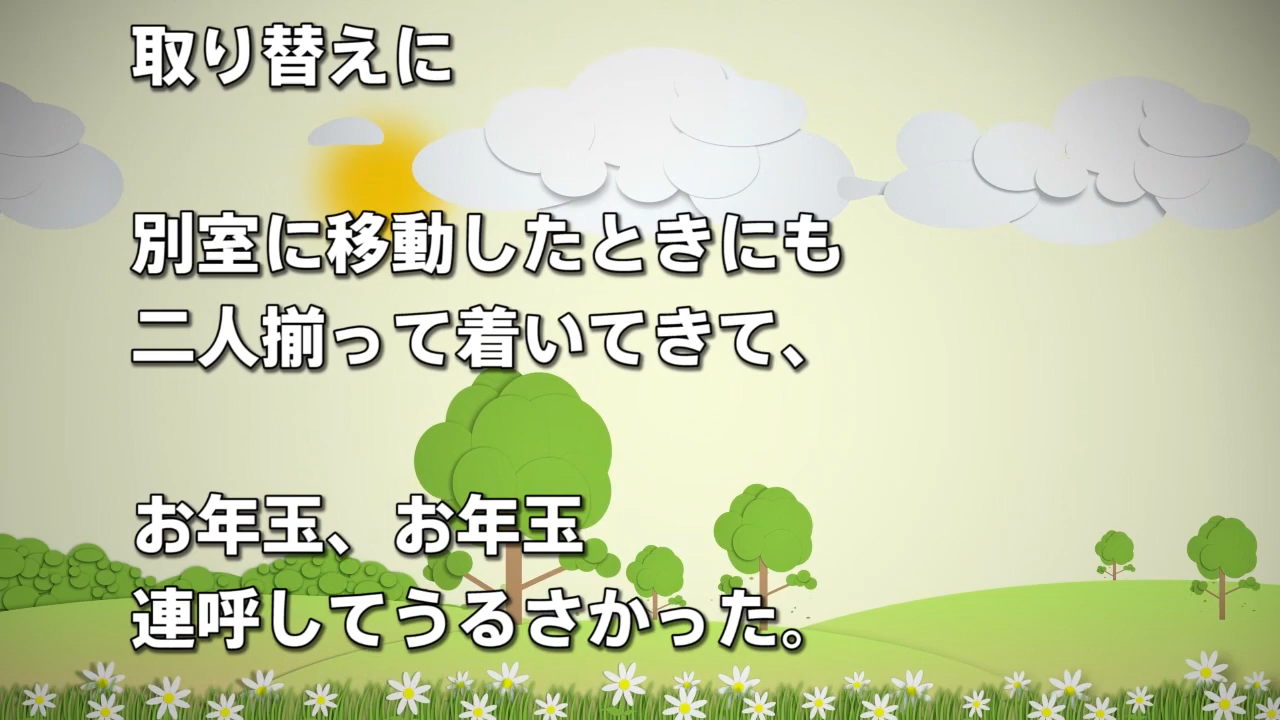 取り替えに
別室に移動したときにも
二人揃って着いてきて、
お年玉、お年玉
連呼してうるさかった。